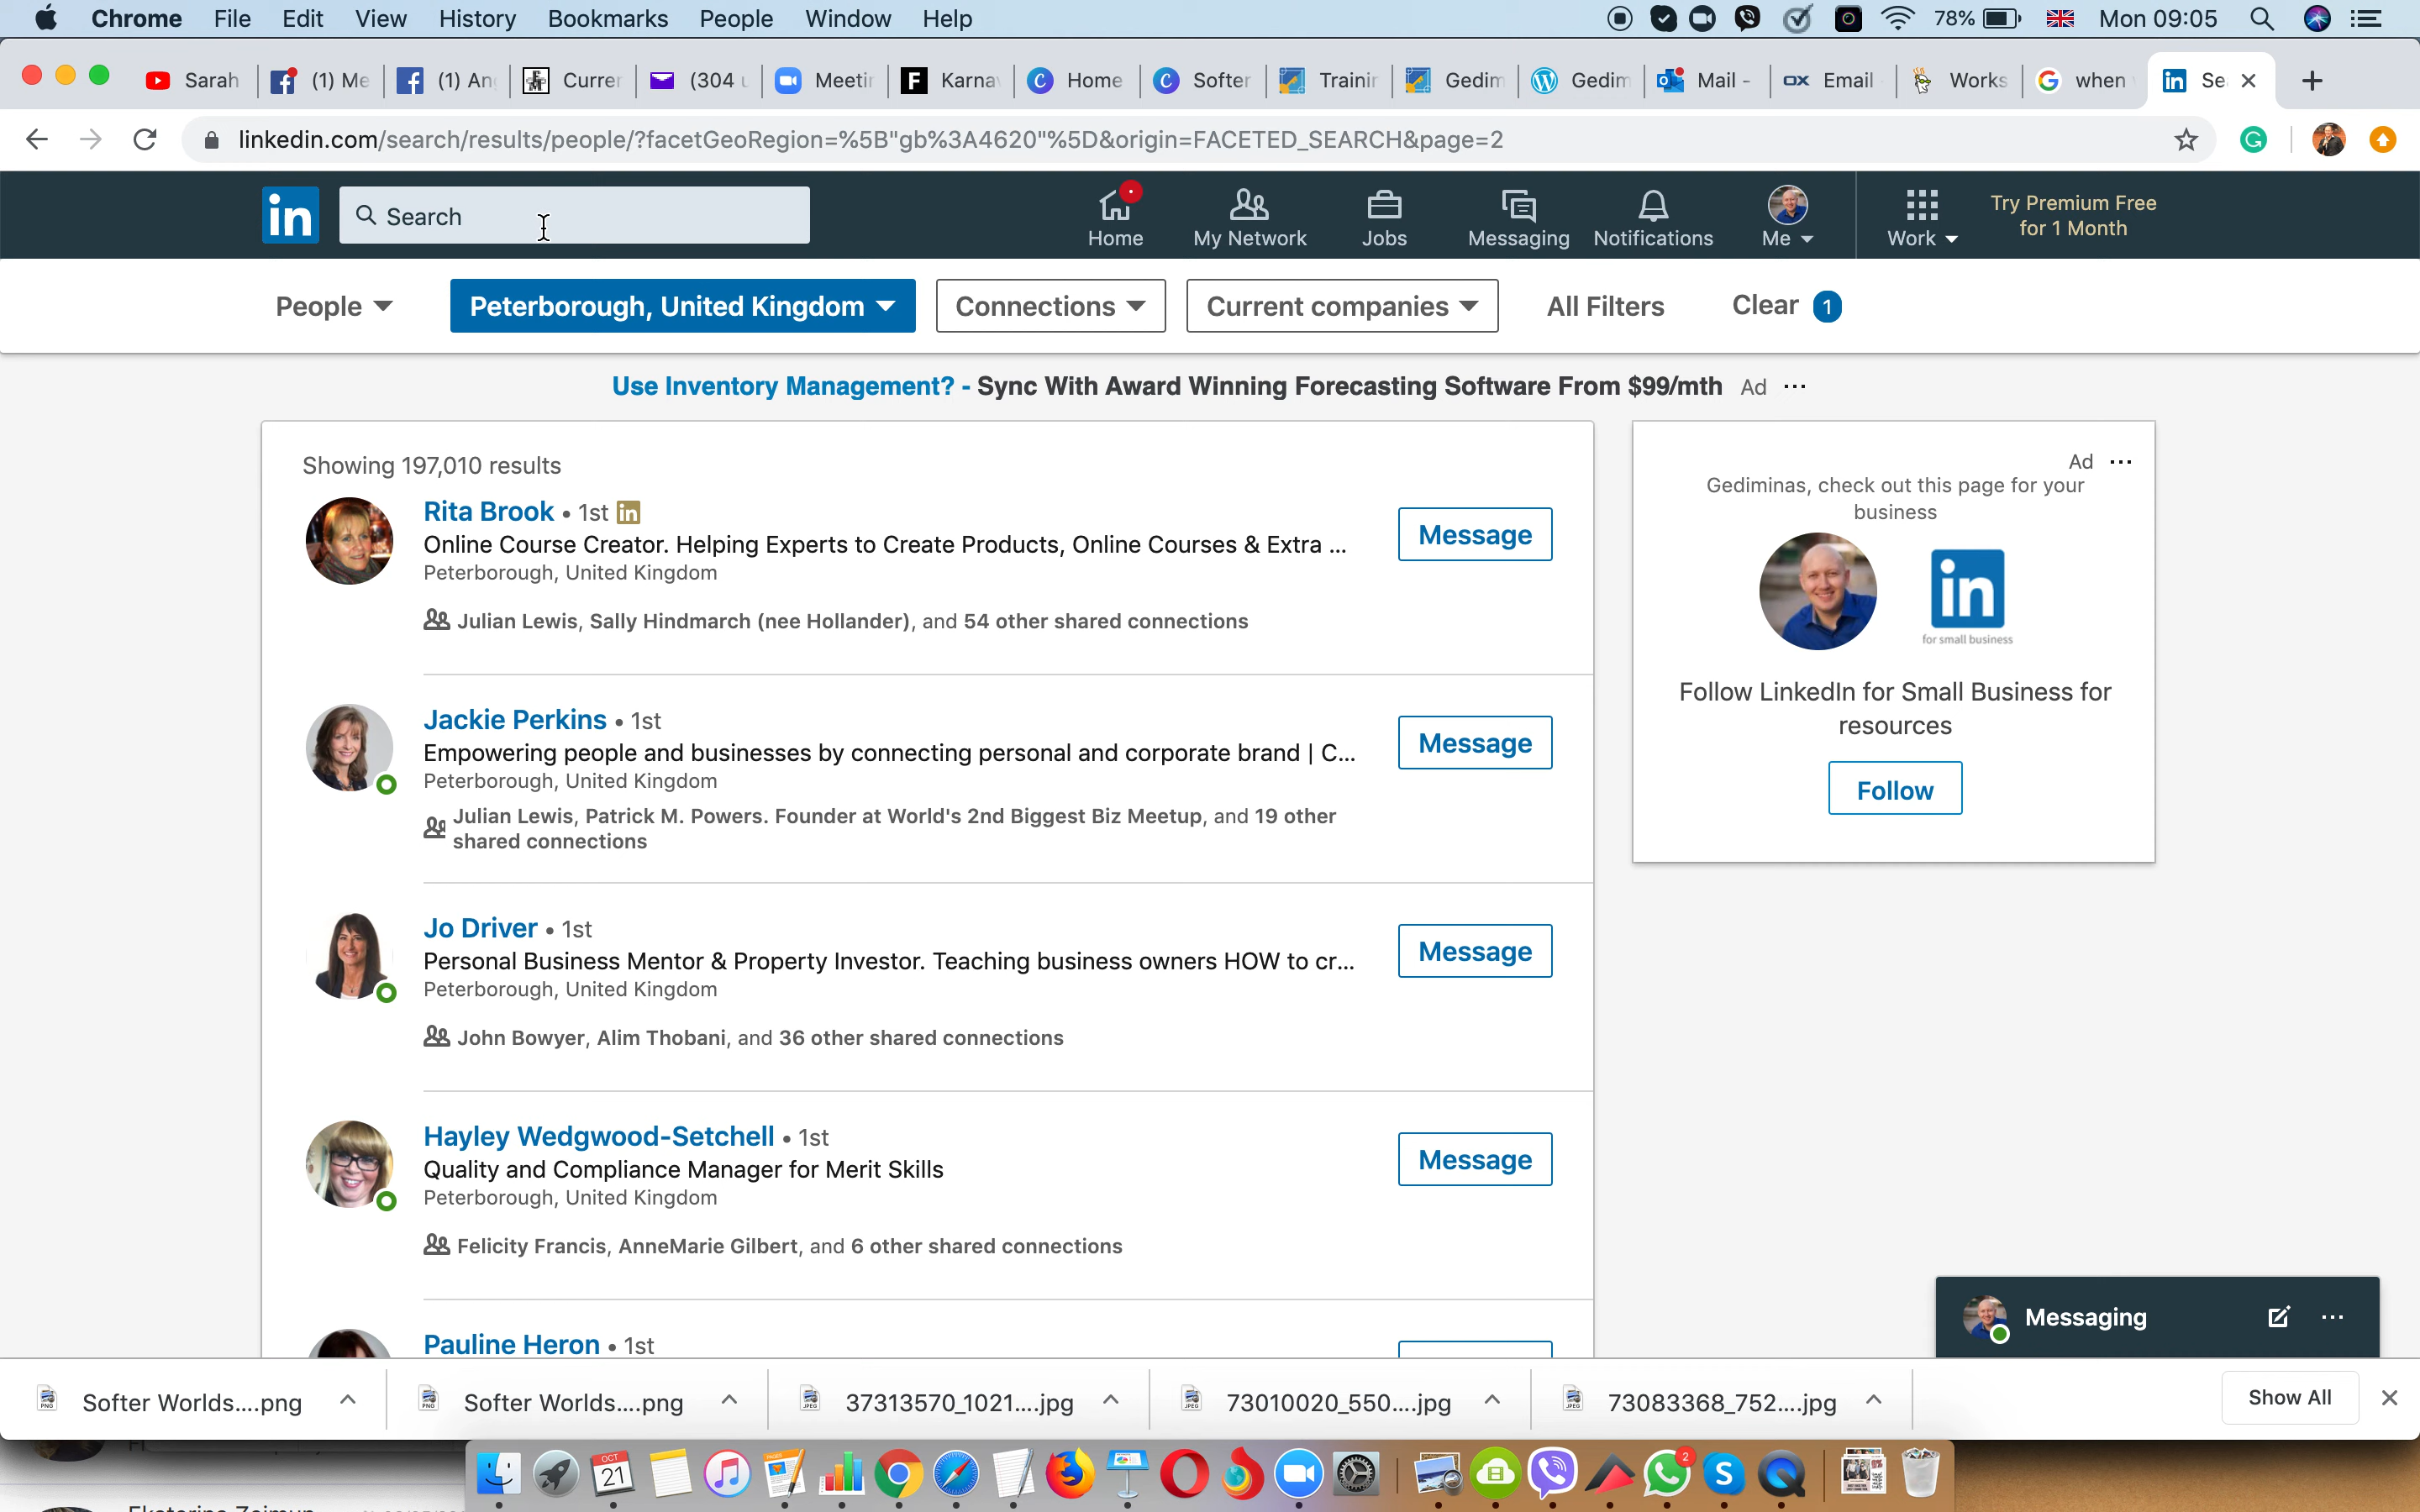 Chrome File Edit View History Bookmarks People Window Help 78% Mon 09:05
Sarah (1) Me (1) An Currer (304 u Meetin Karna Home Softer Trainin Gedim Gedim Mail - Email Works when Se
linkedin.com/search/results/people/?facetGeoRegion=%5B"gb%3A4620"%5D&origin=FACETED_SEARCH&page=2
in Search Home My Network Jobs Messaging Notifications Me Work
Try Premium Free
for 1 Month
People Peterborough, United Kingdom Connections Current companies All Filters Clear 1
Use Inventory Management? - Sync With Award Winning Forecasting Software From $99/mth Ad ...
Showing 197,010 results
Rita Brook • 1st in
Online Course Creator. Helping Experts to Create Products, Online Courses & Extra ...
Peterborough, United Kingdom
Julian Lewis, Sally Hindmarch (nee Hollander), and 54 other shared connections
Message
Jackie Perkins • 1st
Empowering people and businesses by connecting personal and corporate brand | C...
Peterborough, United Kingdom
Julian Lewis, Patrick M. Powers. Founder at World's 2nd Biggest Biz Meetup, and 19 other
shared connections
Message
Jo Driver • 1st
Personal Business Mentor & Property Investor. Teaching business owners HOW to cr...
Peterborough, United Kingdom
John Bowyer, Alim Thobani, and 36 other shared connections
Message
Hayley Wedgwood-Setchell • 1st
Quality and Compliance Manager for Merit Skills
Peterborough, United Kingdom
Felicity Francis, AnneMarie Gilbert, and 6 other shared connections
Message
Pauline Heron • 1st
Ad ...
Gediminas, check out this page for your
business
in
for small business
Follow LinkedIn for Small Business for
resources
Follow
Messaging ...
Softer Worlds....png Softer Worlds....png 37313570_1021....jpg 73010020_550....jpg 73083368_752....jpg Show All
OCT
21
2